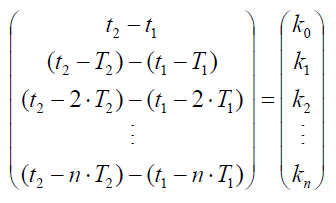 t₂ − t₁ k₀
(t₂ − T₂) − (t₁ − T₁) k₁
(t₂ − 2 · T₂) − (t₁ − 2 · T₁) = k₂
⋮ ⋮
(t₂ − n · T₂) − (t₁ − n · T₁) kₙ